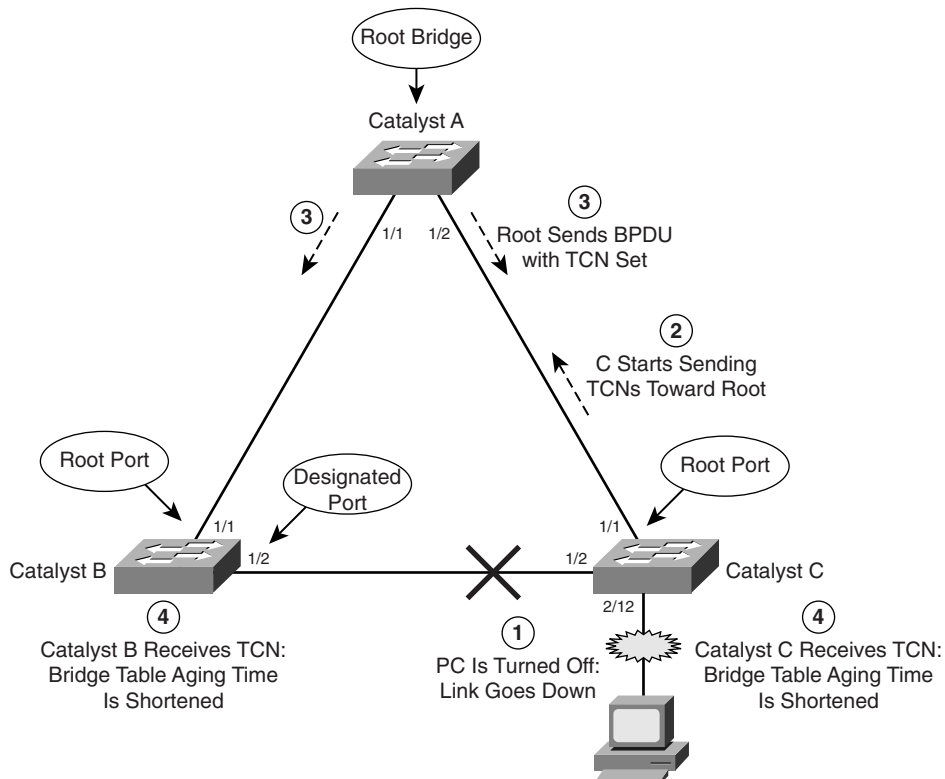 Root Bridge
Catalyst A
3
1/1
1/2
3
Root Sends BPDU
with TCN Set
2
C Starts Sending
TCNs Toward Root
Root Port
Designated
Port
Root Port
1/1
1/2
Catalyst B
1/1
1/2
Catalyst C
2/12
4
Catalyst B Receives TCN:
Bridge Table Aging Time
Is Shortened
1
PC Is Turned Off:
Link Goes Down
4
Catalyst C Receives TCN:
Bridge Table Aging Time
Is Shortened